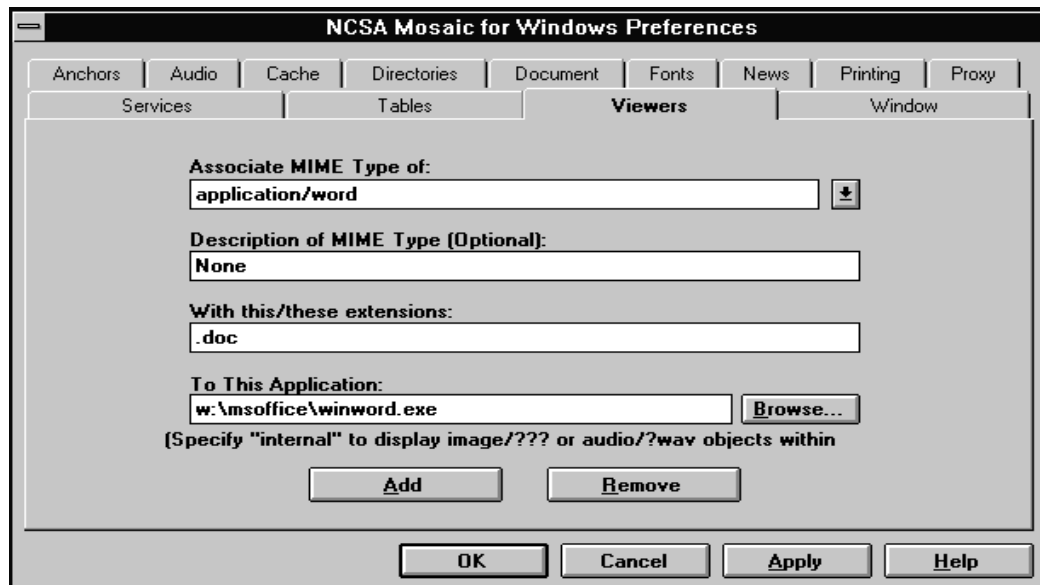 NCSA Mosaic for Windows Preferences
Anchors Audio Cache Directories Document Fonts News Printing Proxy
Services Tables Viewers Window
Associate MIME Type of:
application/word
Description of MIME Type (Optional):
None
With this/these extensions:
.doc
To This Application:
w:\msoffice\winword.exe Browse...
(Specify "internal" to display image/??? or audio/?wav objects within
Add Remove
OK Cancel Apply Help